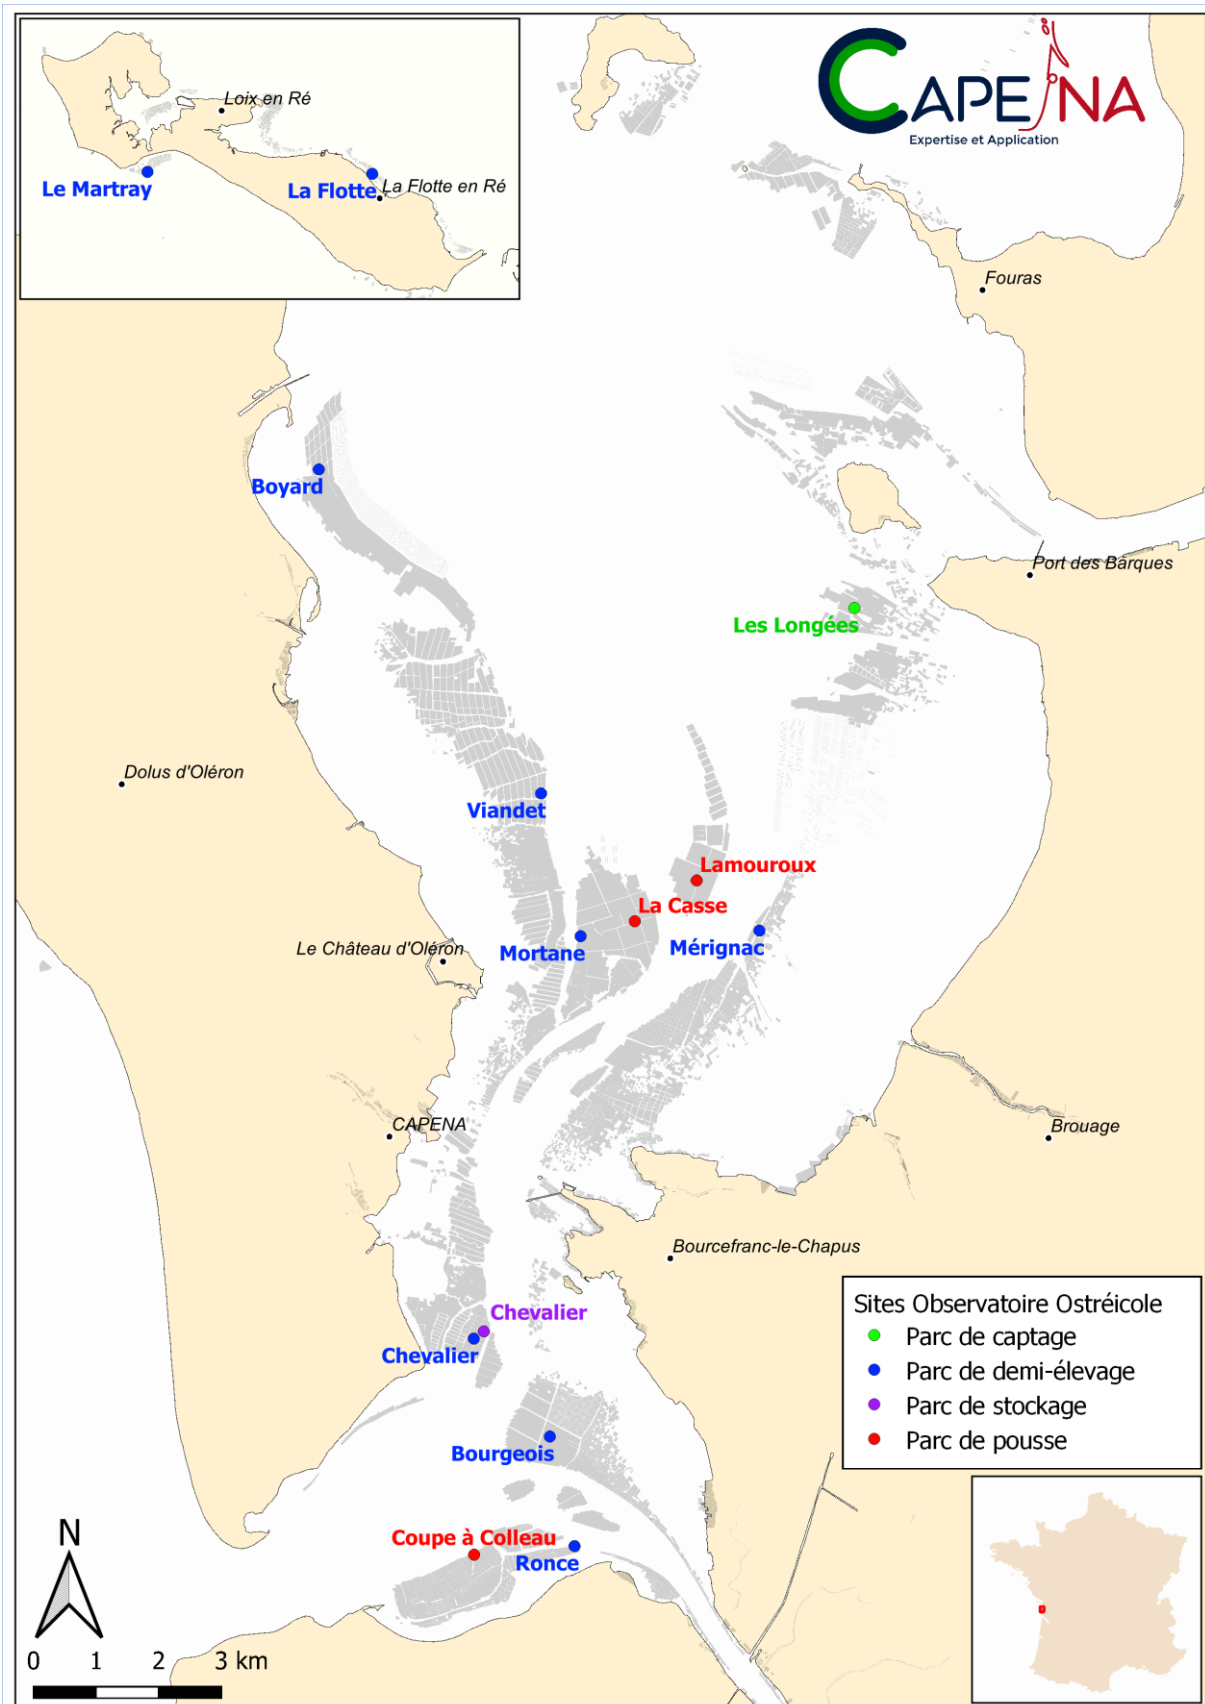 CAPENA
Expertise et Application
Loix en Ré
Le Martray
La Flotte
La Flotte en Ré
Fouras
Boyard
Port des Barques
Les Longées
Dolus d'Oléron
Viandet
Lamouroux
La Casse
Le Château d'Oléron
Mortane
Mérignac
CAPENA
Brouage
Bourcefranc-le-Chapus
Chevalier
Chevalier
Sites Observatoire Ostréicole
Parc de captage
Parc de demi-élevage
Parc de stockage
Parc de pousse
Bourgeois
Coupe à Colleau
Ronce
N
0 1 2 3 km